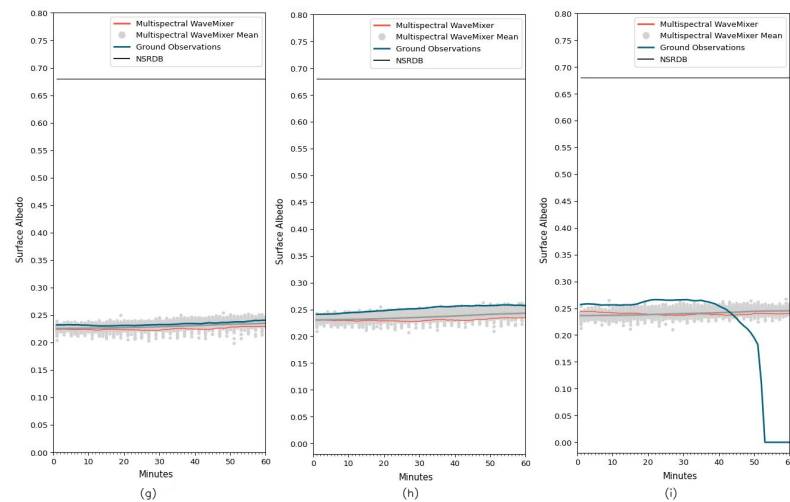 0.80
0.75
0.70
0.65
0.60
0.55
0.50
0.45
0.40
0.35
0.30
0.25
0.20
0.15
0.10
0.05
0.00
Surface Albedo
Multispectral WaveMixer
Multispectral WaveMixer Mean
Ground Observations
NSRDB
0 10 20 30 40 50 60
Minutes
(g)
0.80
0.75
0.70
0.65
0.60
0.55
0.50
0.45
0.40
0.35
0.30
0.25
0.20
0.15
0.10
0.05
0.00
Surface Albedo
Multispectral WaveMixer
Multispectral WaveMixer Mean
Ground Observations
NSRDB
0 10 20 30 40 50 60
Minutes
(h)
0.80
0.75
0.70
0.65
0.60
0.55
0.50
0.45
0.40
0.35
0.30
0.25
0.20
0.15
0.10
0.05
0.00
Surface Albedo
Multispectral WaveMixer
Multispectral WaveMixer Mean
Ground Observations
NSRDB
0 10 20 30 40 50 60
Minutes
(i)